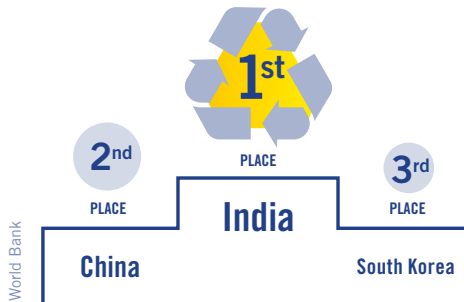 1st
PLACE
India
2nd
PLACE
China
3rd
PLACE
South Korea
World Bank